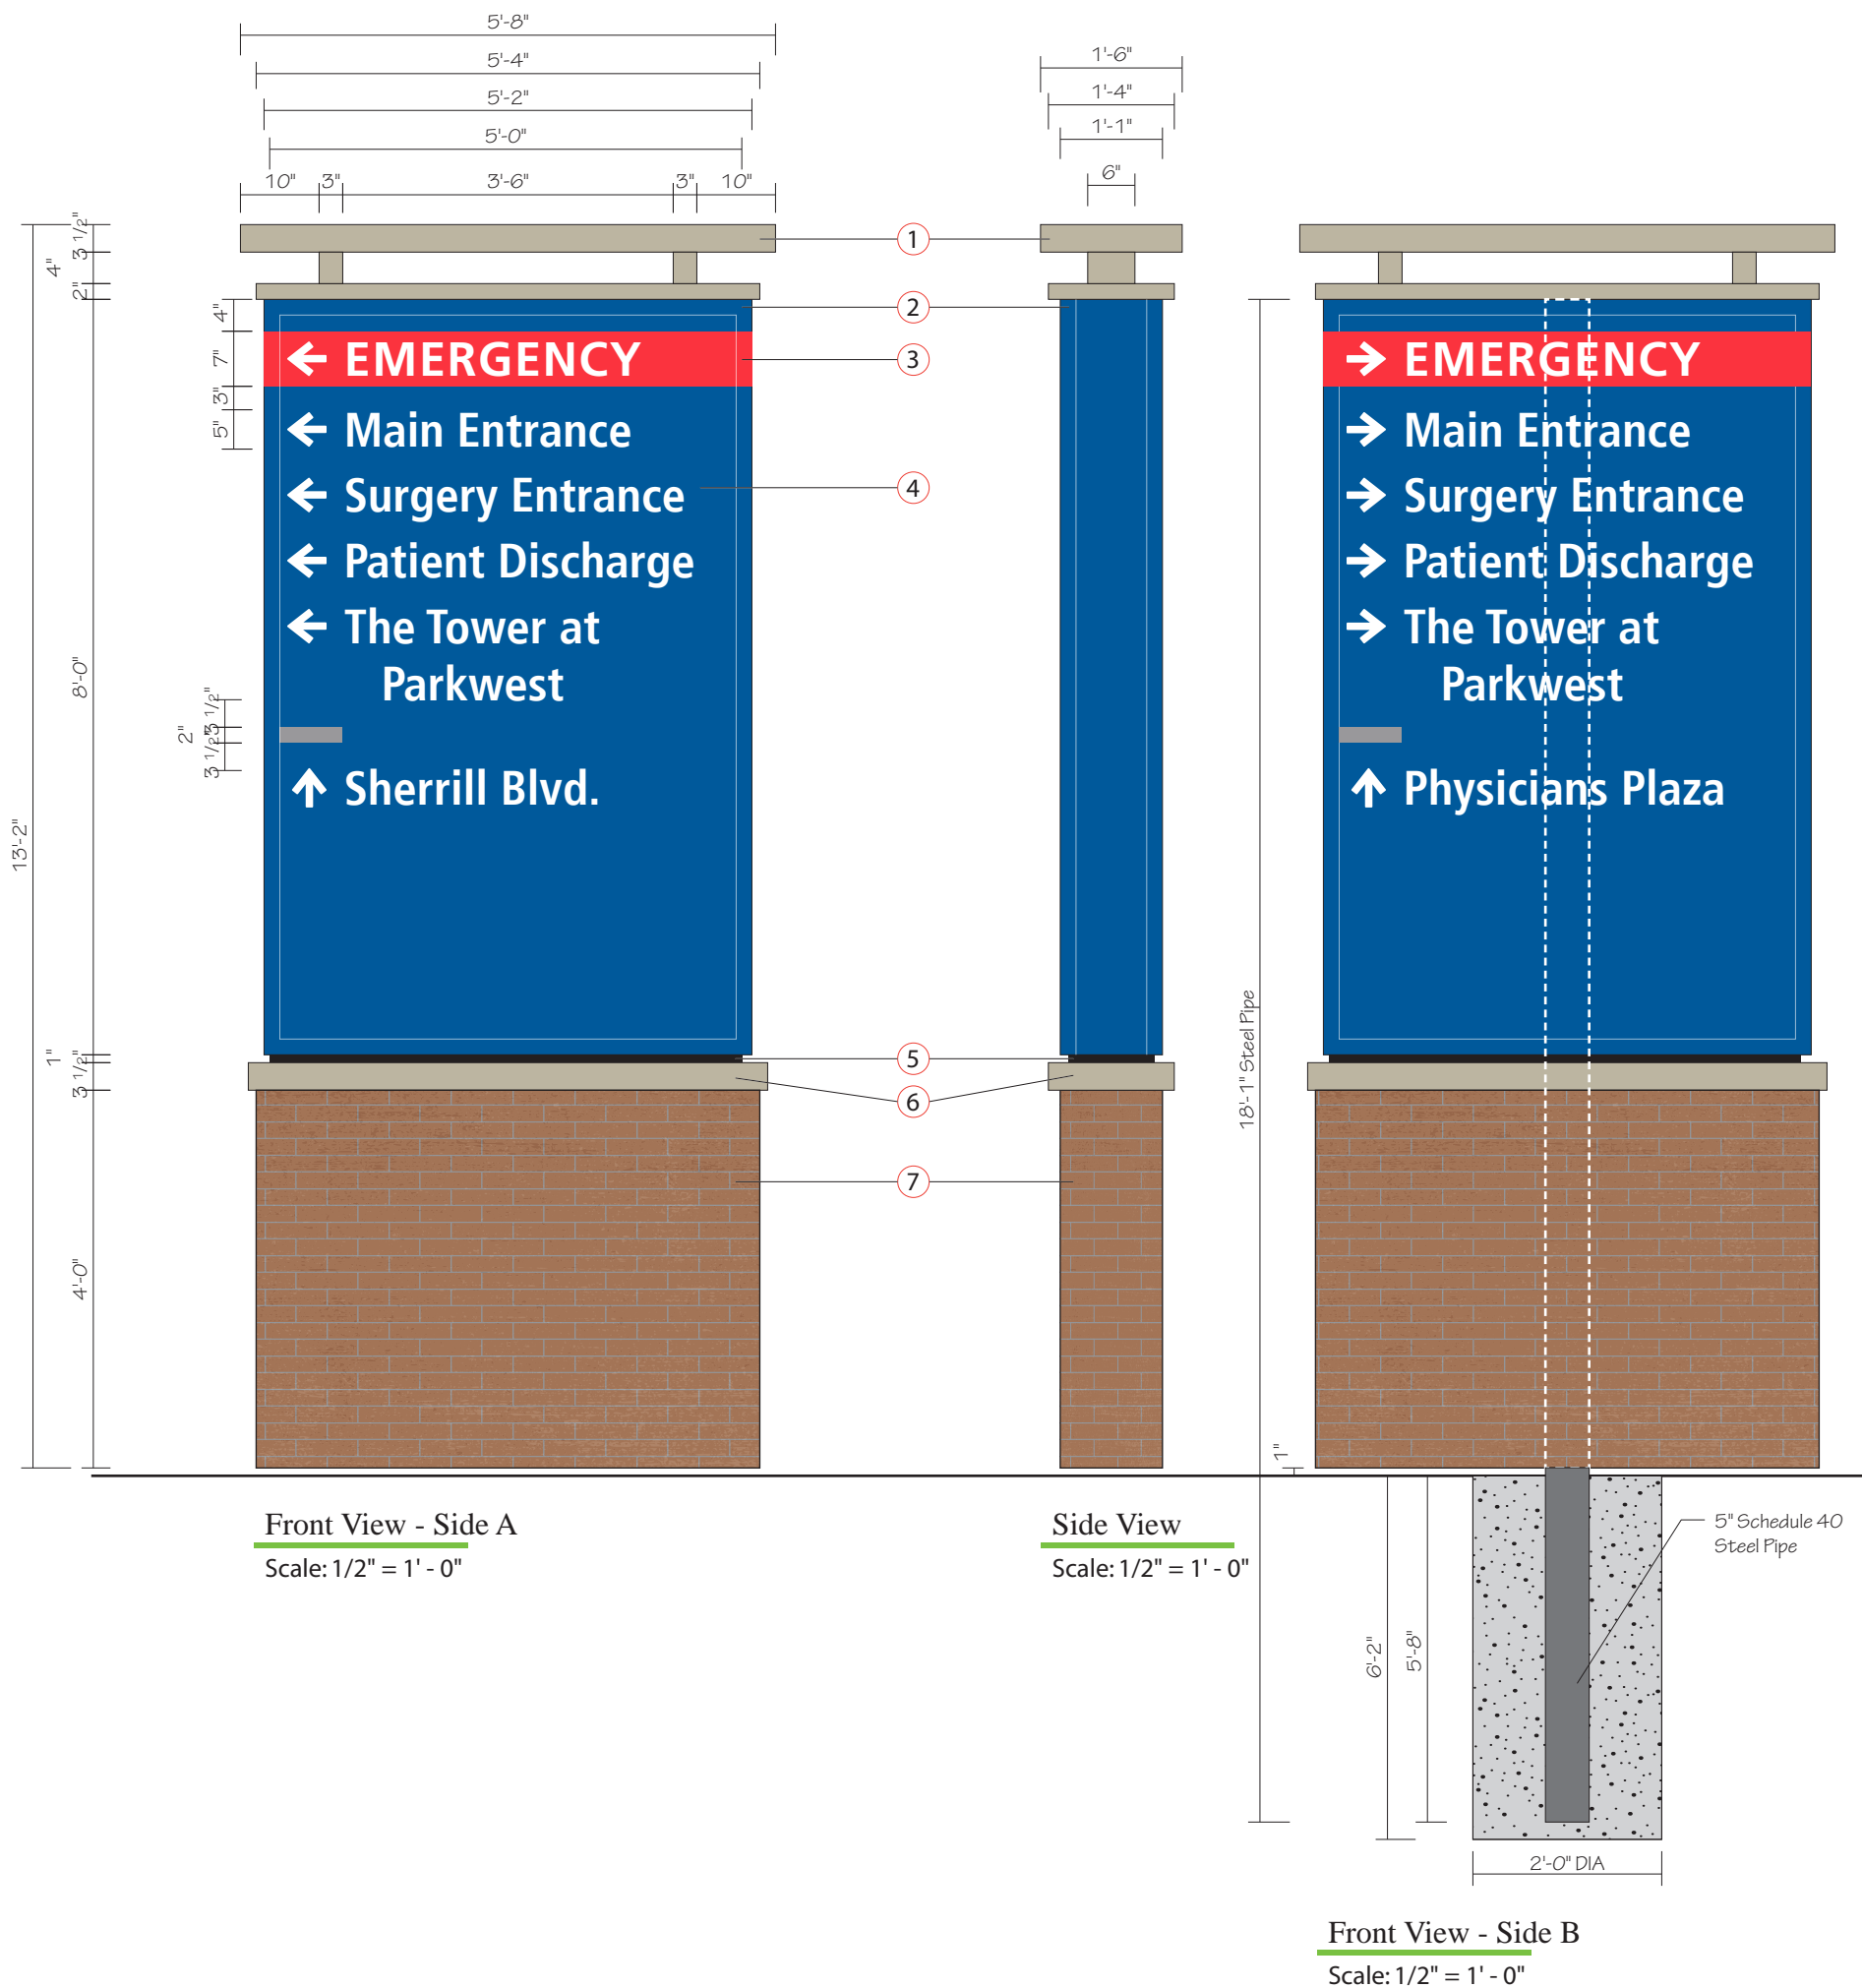 5'-8"
5'-4"
5'-2"
5'-0"
10" 3" 3'-6" 3" 10"
1'-6"
1'-4"
1'-1"
6"
13'-2"
3 1/2"
4"
2"
8'-0"
1"
3 1/2"
4'-0"
4"
7"
3"
5"
3 1/2"
2"
3 1/2"
EMERGENCY
Main Entrance
Surgery Entrance
Patient Discharge
The Tower at
Parkwest
Sherrill Blvd.
1
2
3
4
5
6
7
EMERGENCY
Main Entrance
Surgery Entrance
Patient Discharge
The Tower at
Parkwest
Physicians Plaza
18'- 1" Steel Pipe
1"
6'-2"
5'-8"
5" Schedule 40
Steel Pipe
2'-0" DIA
Front View - Side A
Scale: 1/2" = 1' - 0"
Side View
Scale: 1/2" = 1' - 0"
Front View - Side B
Scale: 1/2" = 1' - 0"